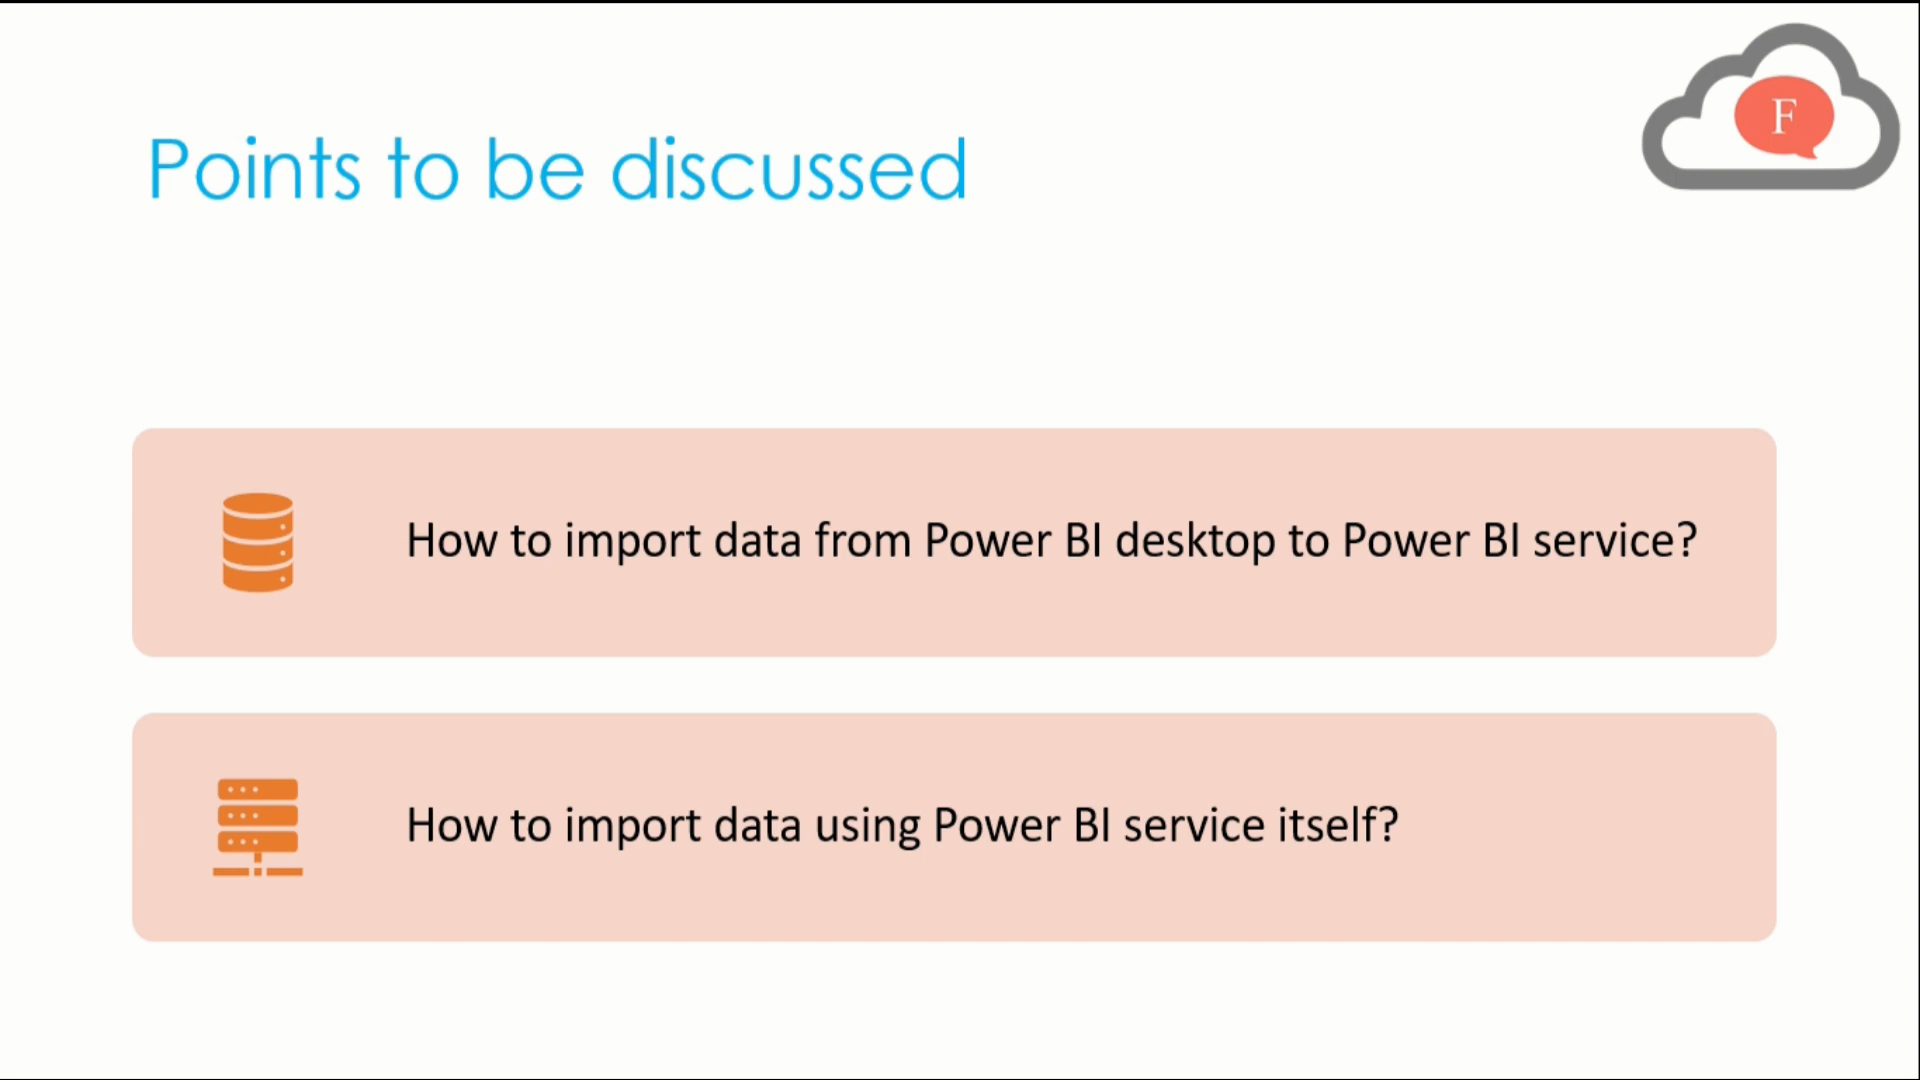 F
Points to be discussed
How to import data from Power BI desktop to Power BI service?
How to import data using Power BI service itself?